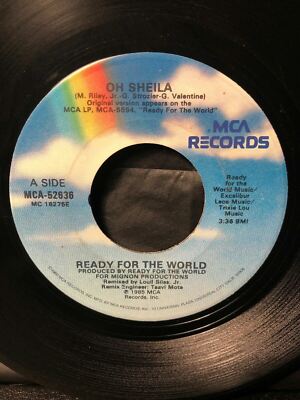 OH SHEILA
(M. Riley, Jr.-G. Strozier-G. Valentine)
Original version appears on the
MCA LP, MCA-5594, "Ready For The World"
MCA RECORDS
A SIDE
MCA-52636
MC 18275E
Ready
for the
World Music/
Excalibur
Lace Music/
Trixie Lou
Music
3:36 BMI
READY FOR THE WORLD
PRODUCED BY READY FOR THE WORLD
FOR MIGNON PRODUCTIONS
Remixed by Louil Silas, Jr.
Remix Engineer: Taavi Mote
℗ 1985 MCA
Records, Inc.